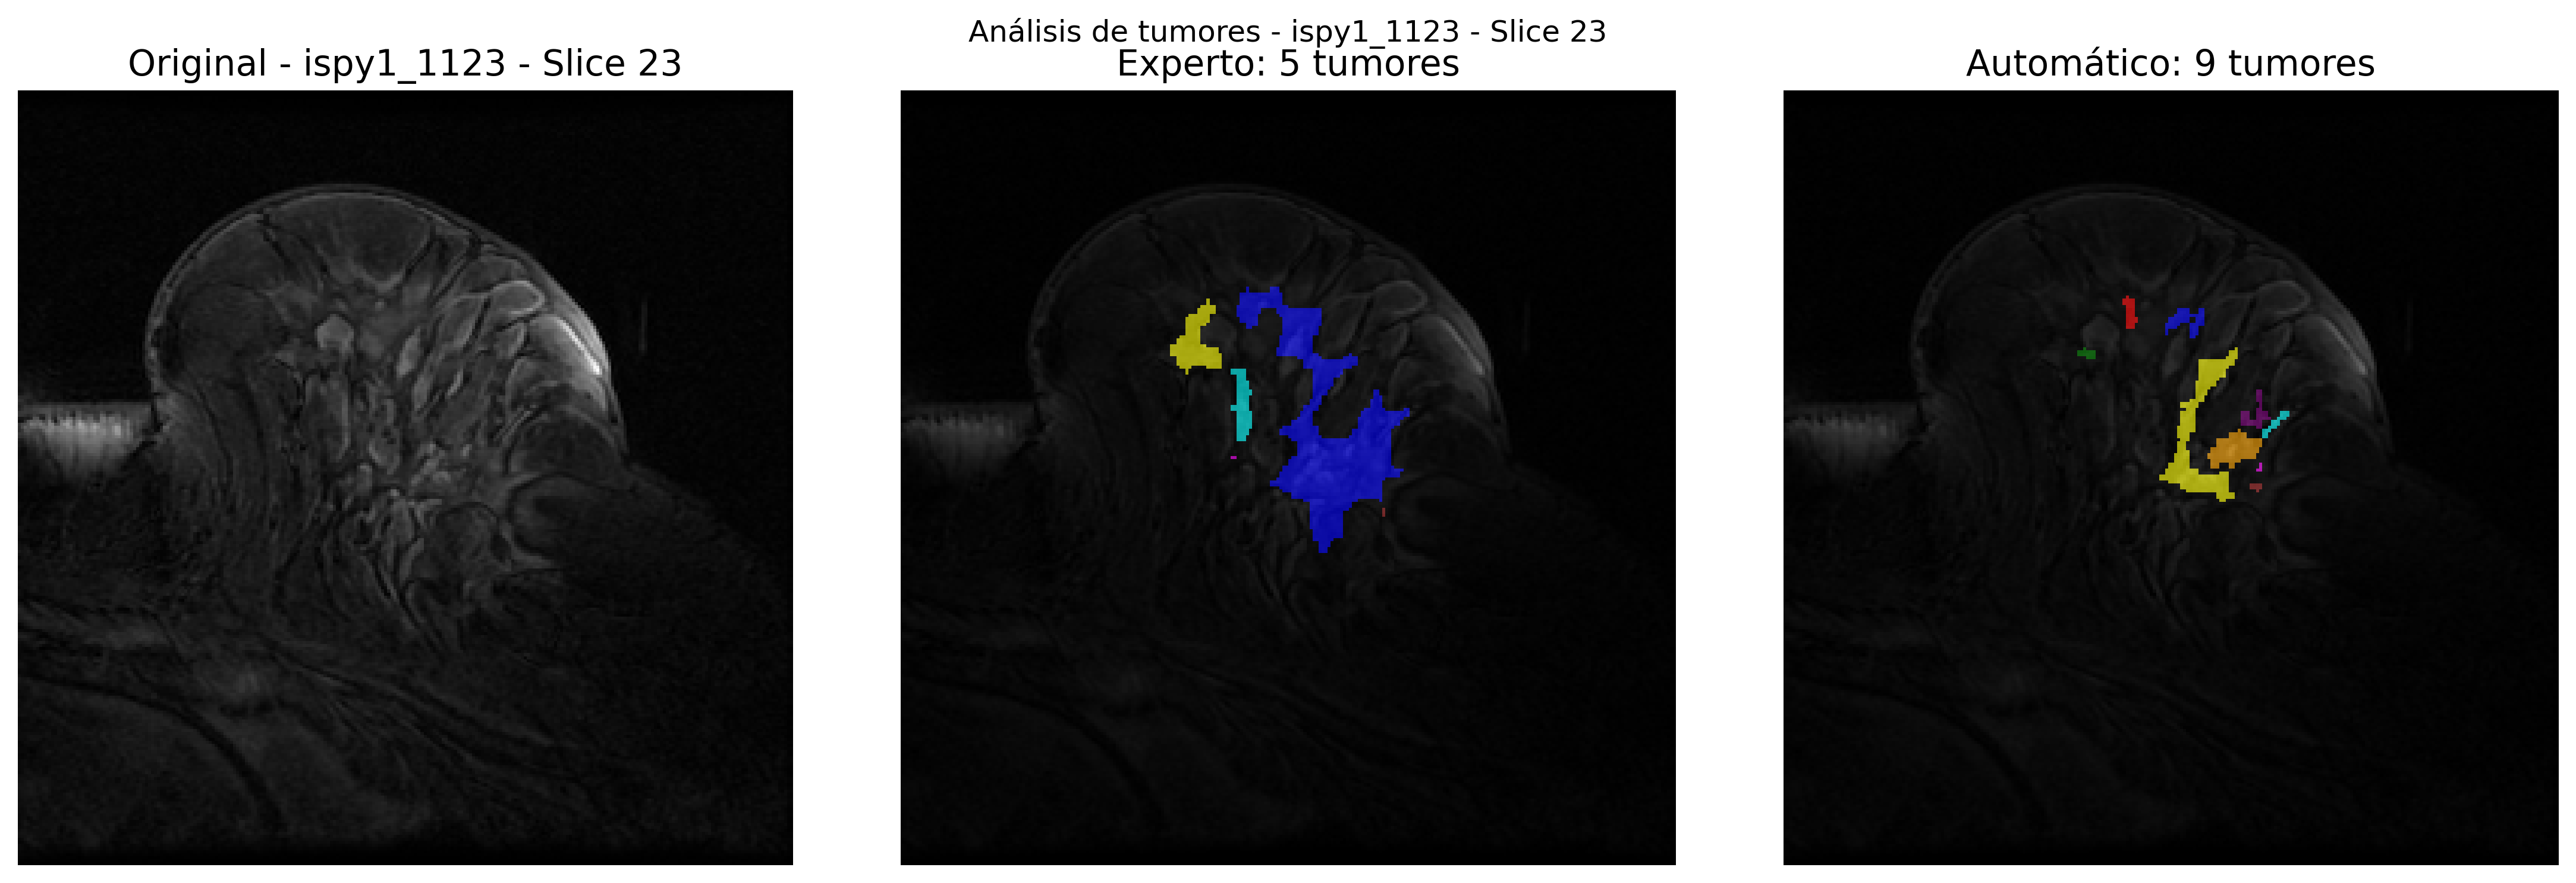 Análisis de tumores - ispy1_1123 - Slice 23
Original - ispy1_1123 - Slice 23
Experto: 5 tumores
Automático: 9 tumores